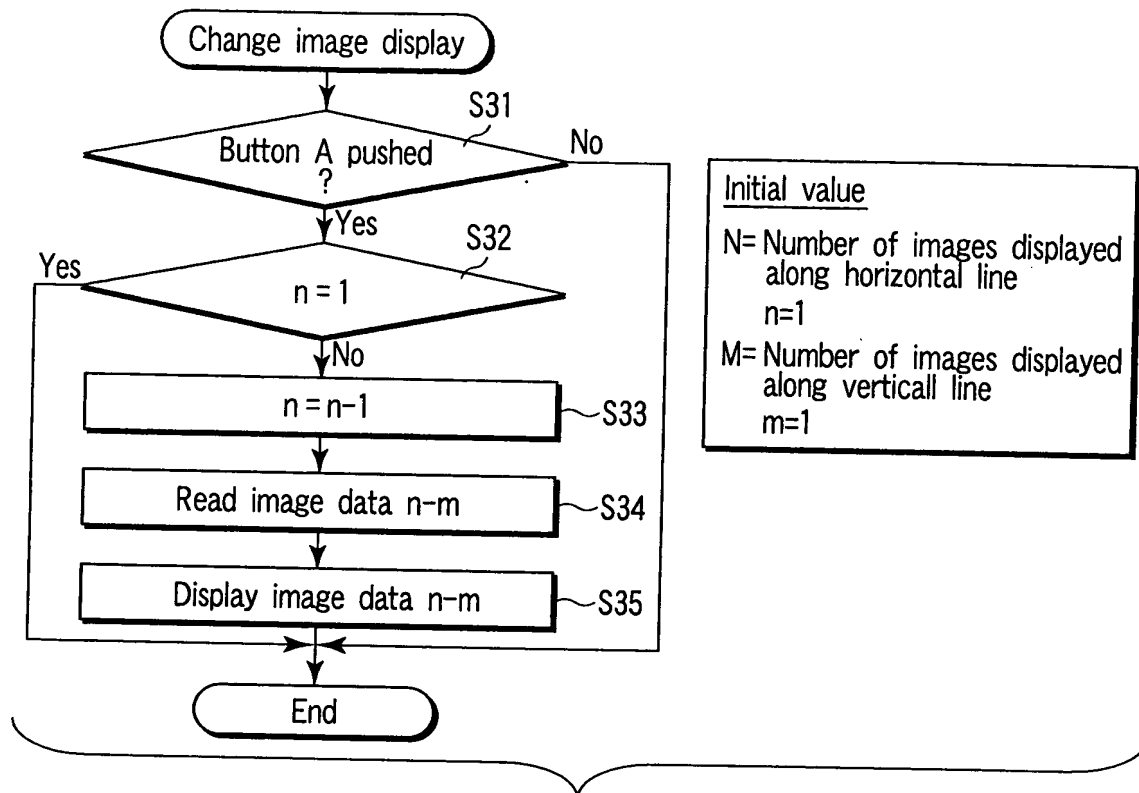 Change image display
S31
Button A pushed
?
No
Yes
S32
Yes
n = 1
No
n = n-1
S33
Read image data n-m
S34
Display image data n-m
S35
End
Initial value
N= Number of images displayed
along horizontal line
n=1
M= Number of images displayed
along verticall line
m=1